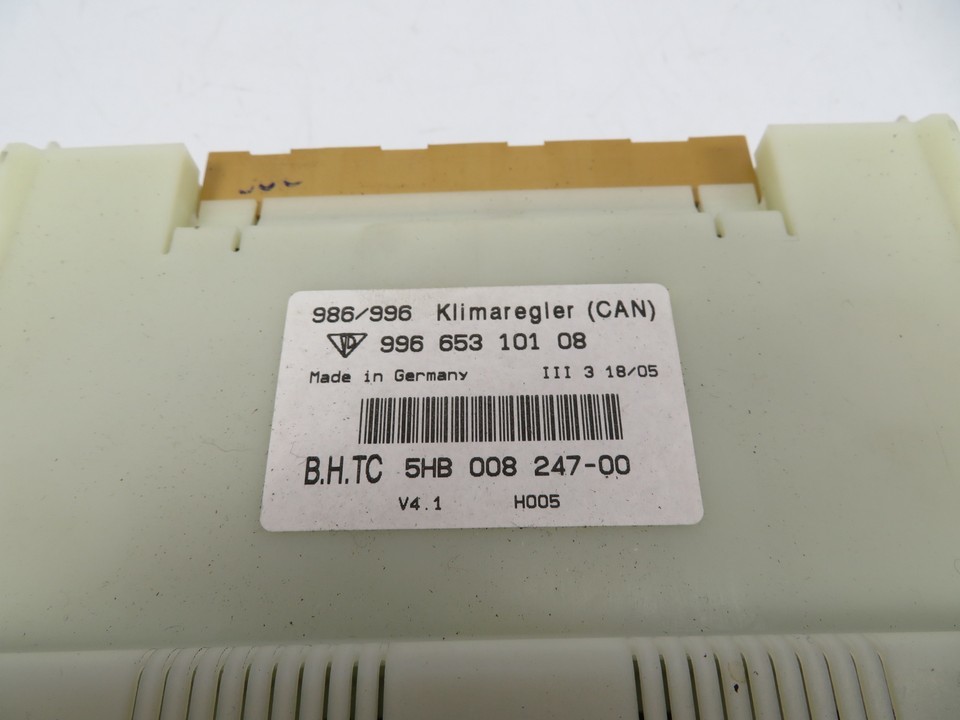 986/996 Klimaregler (CAN)
996 653 101 08
Made in Germany III 3 18/05
B.H.TC 5HB 008 247-00
V4.1 H005